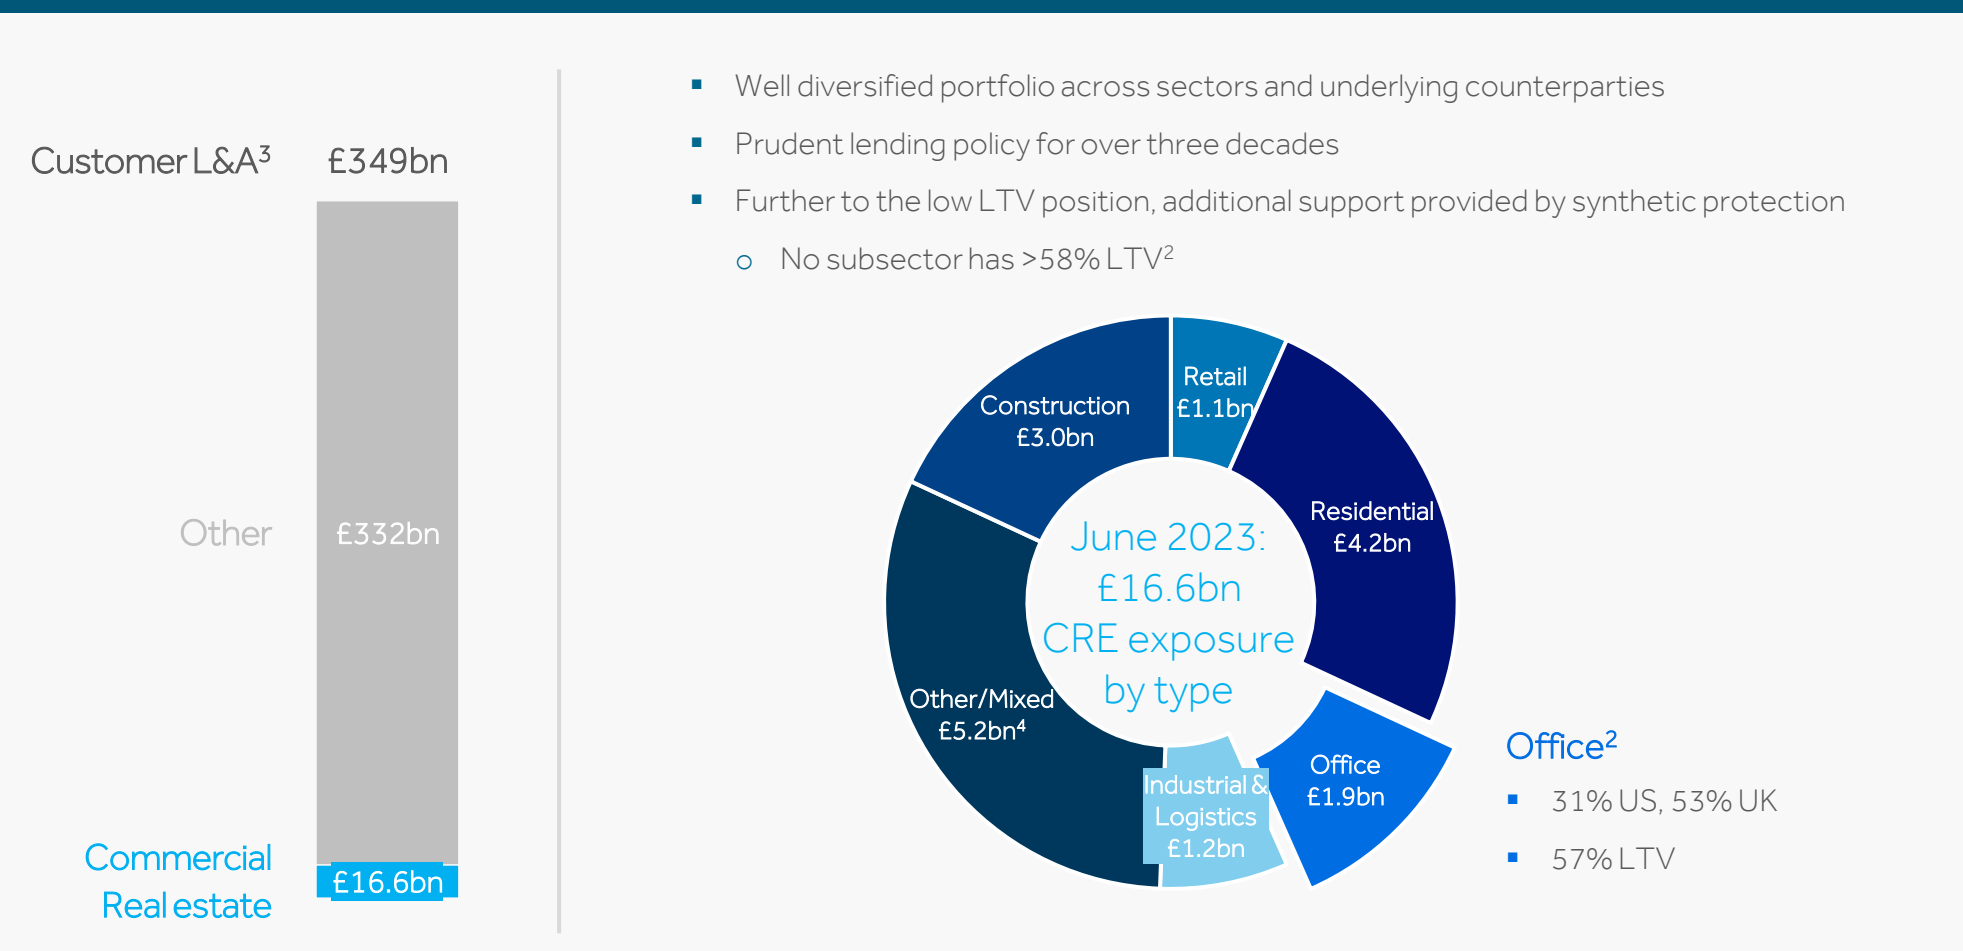 Customer L&A³ £349bn
Other £332bn
Commercial
Real estate
£16.6bn
▪ Well diversified portfolio across sectors and underlying counterparties
▪ Prudent lending policy for over three decades
▪ Further to the low LTV position, additional support provided by synthetic protection
o No subsector has >58% LTV²
Retail
£1.1bn
Construction
£3.0bn
Residential
£4.2bn
June 2023:
£16.6bn
CRE exposure
by type
Other/Mixed
£5.2bn⁴
Industrial &
Logistics
£1.2bn
Office
£1.9bn
Office²
▪ 31% US, 53% UK
▪ 57% LTV